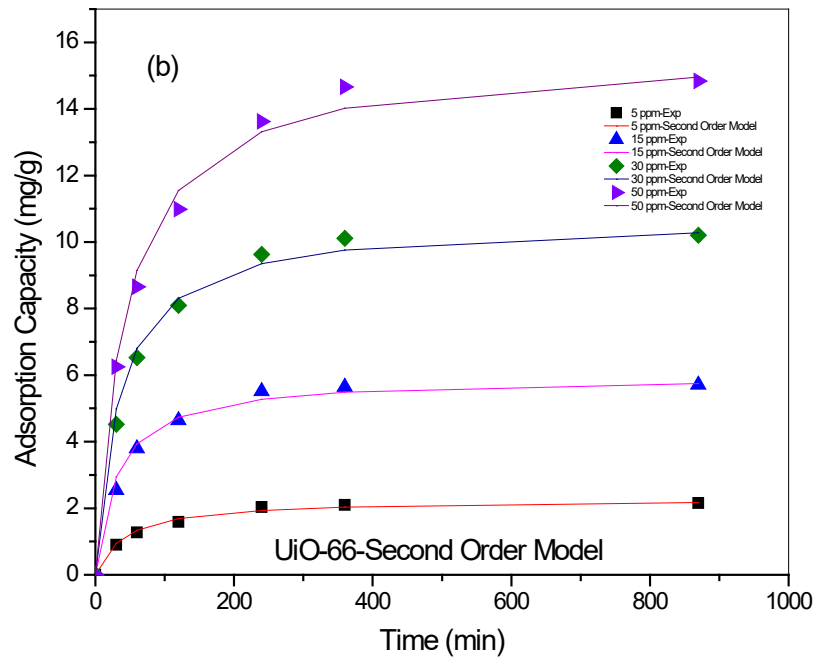 16
14
12
10
8
6
4
2
0
Adsorption Capacity (mg/g)
(b)
5 ppm-Exp
5 ppm-Second Order Model
15 ppm-Exp
15 ppm-Second Order Model
30 ppm-Exp
30 ppm-Second Order Model
50 ppm-Exp
50 ppm-Second Order Model
UiO-66-Second Order Model
0 200 400 600 800 1000
Time (min)